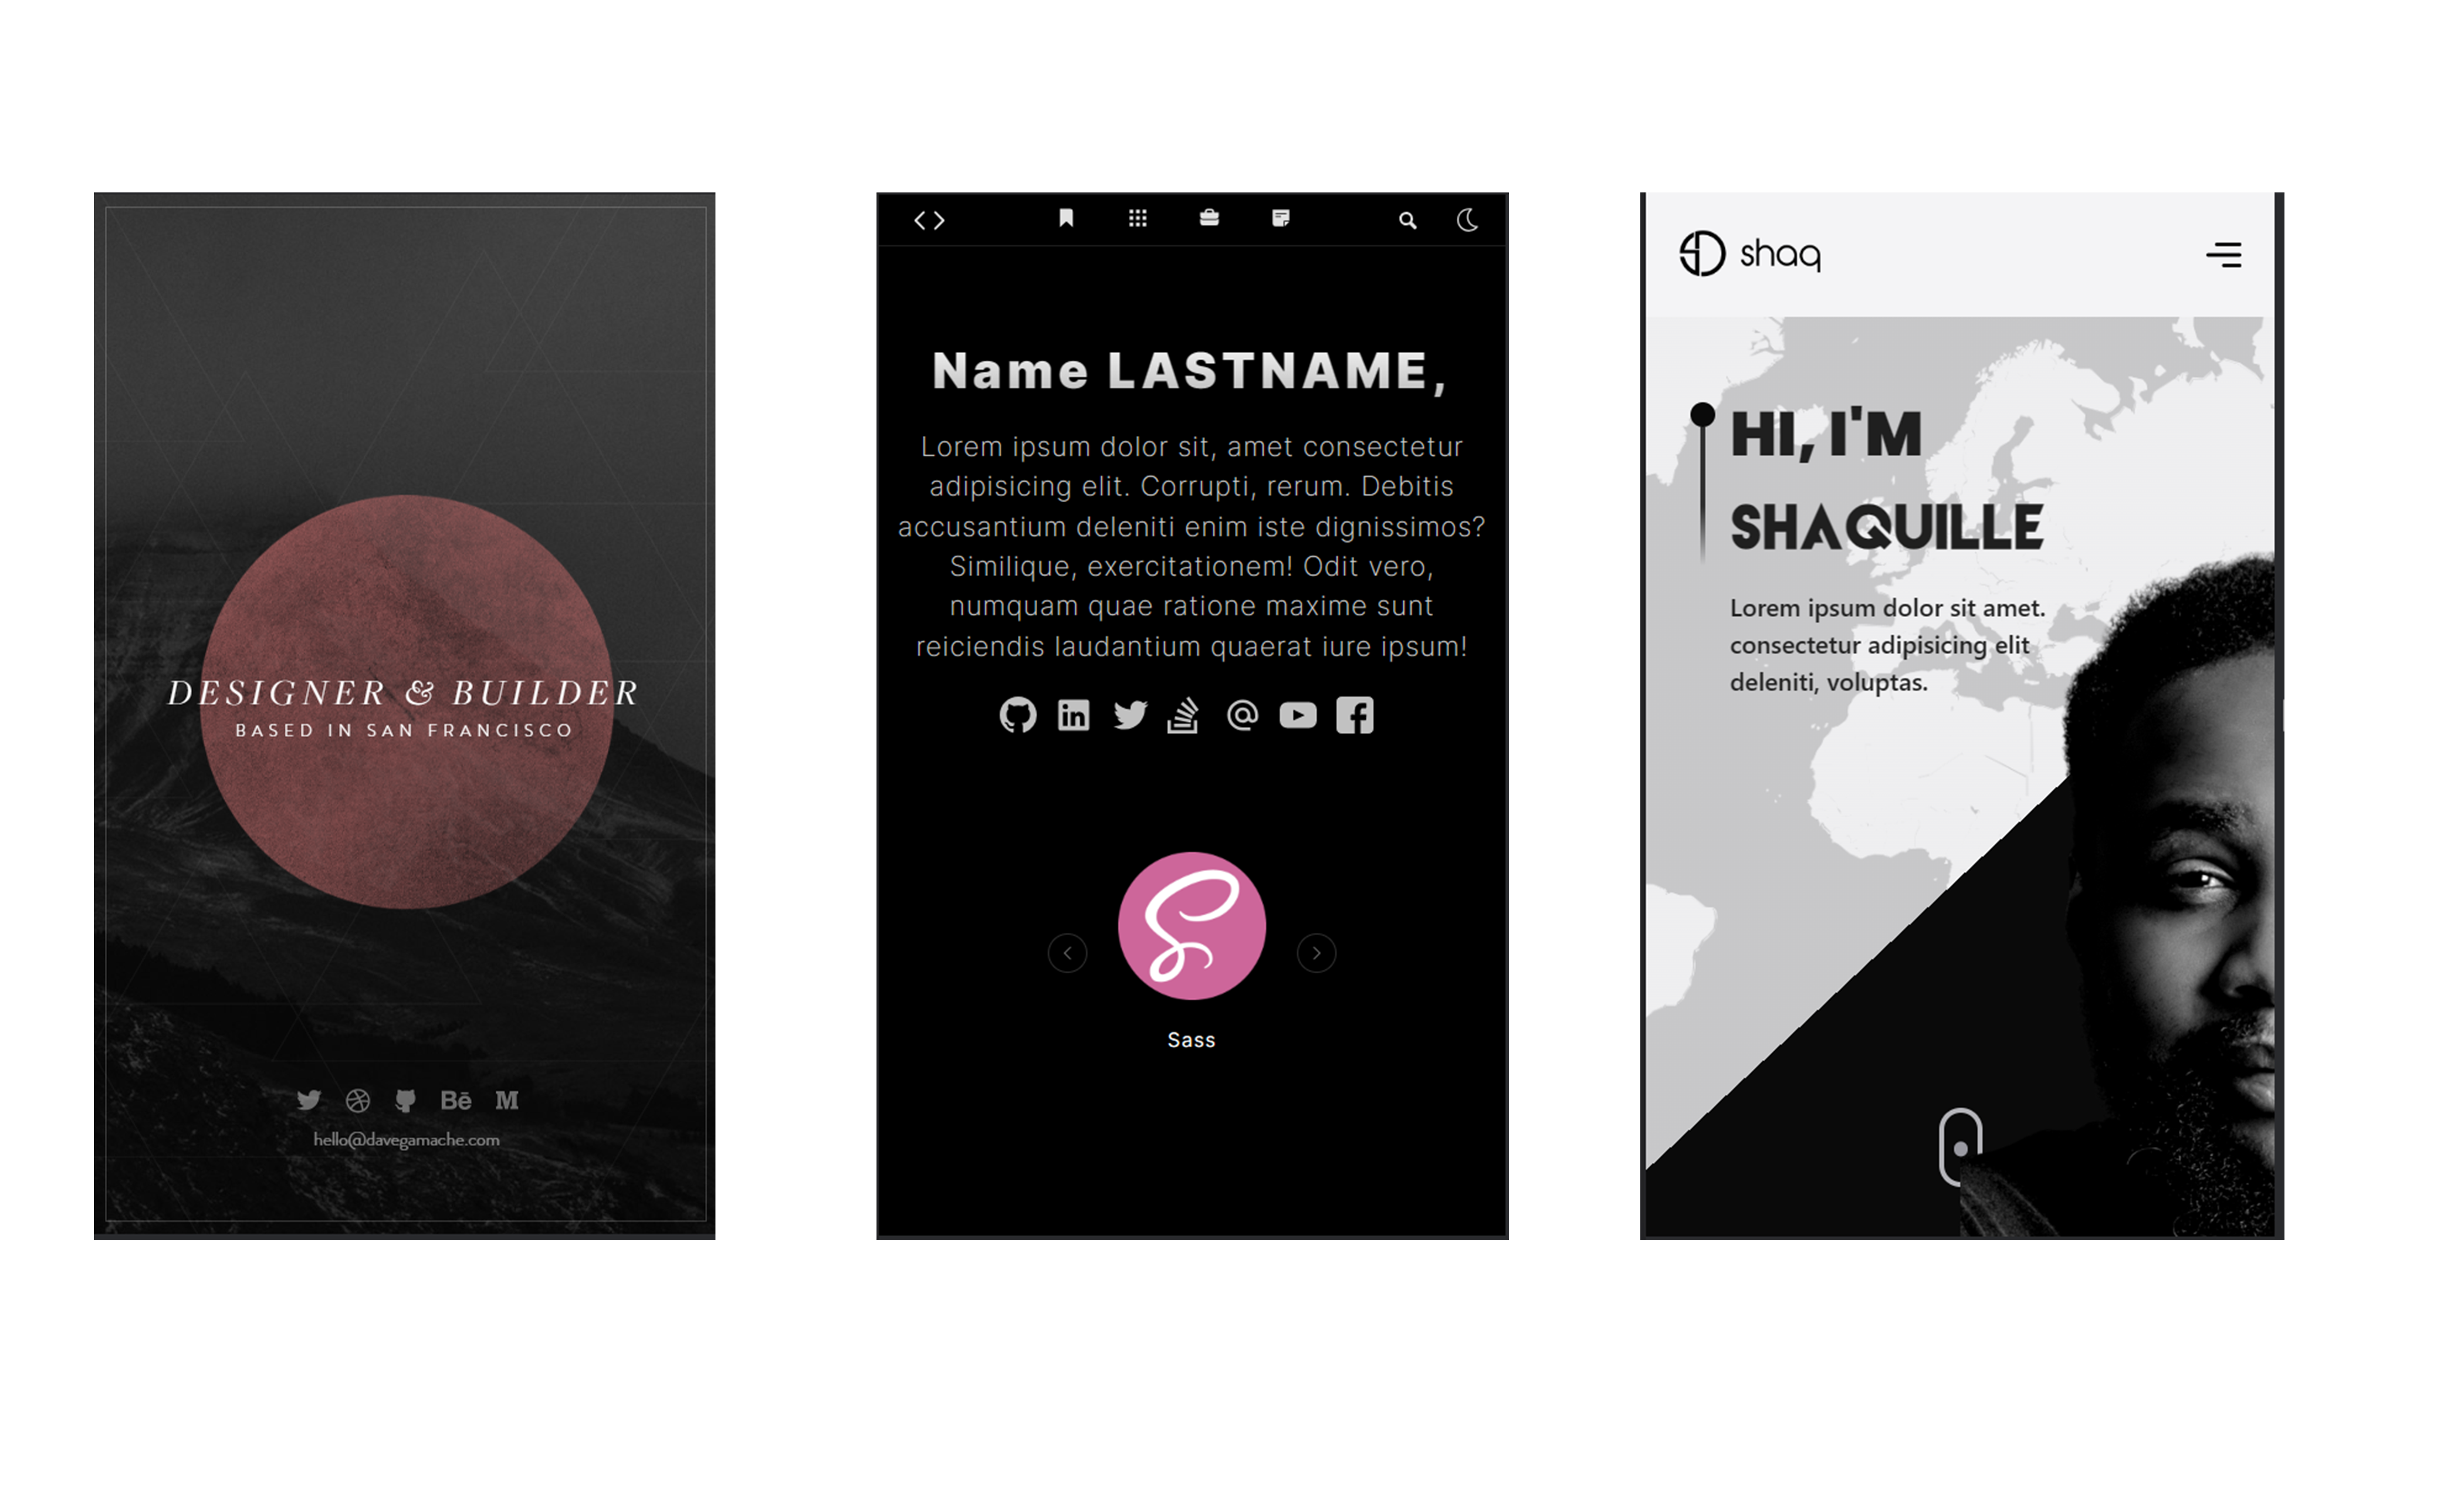 DESIGNER & BUILDER
BASED IN SAN FRANCISCO
Bē M
hello@davegamache.com
Name LASTNAME,
Lorem ipsum dolor sit, amet consectetur
adipisicing elit. Corrupti, rerum. Debitis
accusantium deleniti enim iste dignissimos?
Similique, exercitationem! Odit vero,
numquam quae ratione maxime sunt
reiciendis laudantium quaerat iure ipsum!
in @ f
Sass
shaq
HI, I'M
SHAQUILLE
Lorem ipsum dolor sit amet.
consectetur adipisicing elit
deleniti, voluptas.